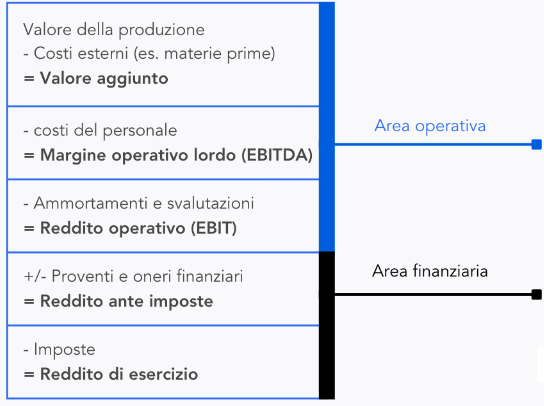 Valore della produzione
- Costi esterni (es. materie prime)
= Valore aggiunto
- costi del personale
= Margine operativo lordo (EBITDA)
- Ammortamenti e svalutazioni
= Reddito operativo (EBIT)
+/- Proventi e oneri finanziari
= Reddito ante imposte
- Imposte
= Reddito di esercizio
Area operativa
Area finanziaria